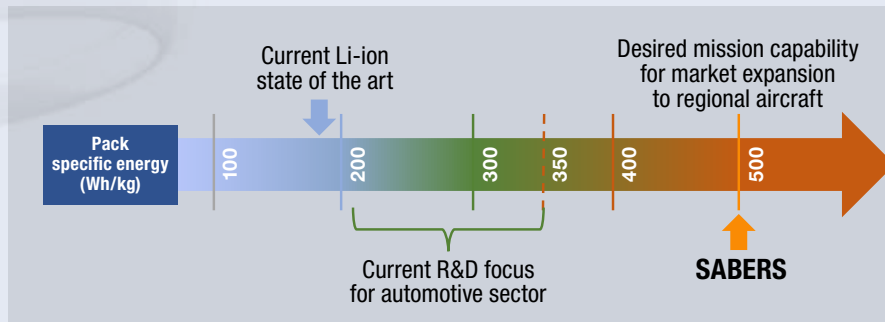 Current Li-ion
state of the art
Desired mission capability
for market expansion
to regional aircraft
Pack
specific energy
(Wh/kg)
100
200
300
350
400
500
Current R&D focus
for automotive sector
SABERS